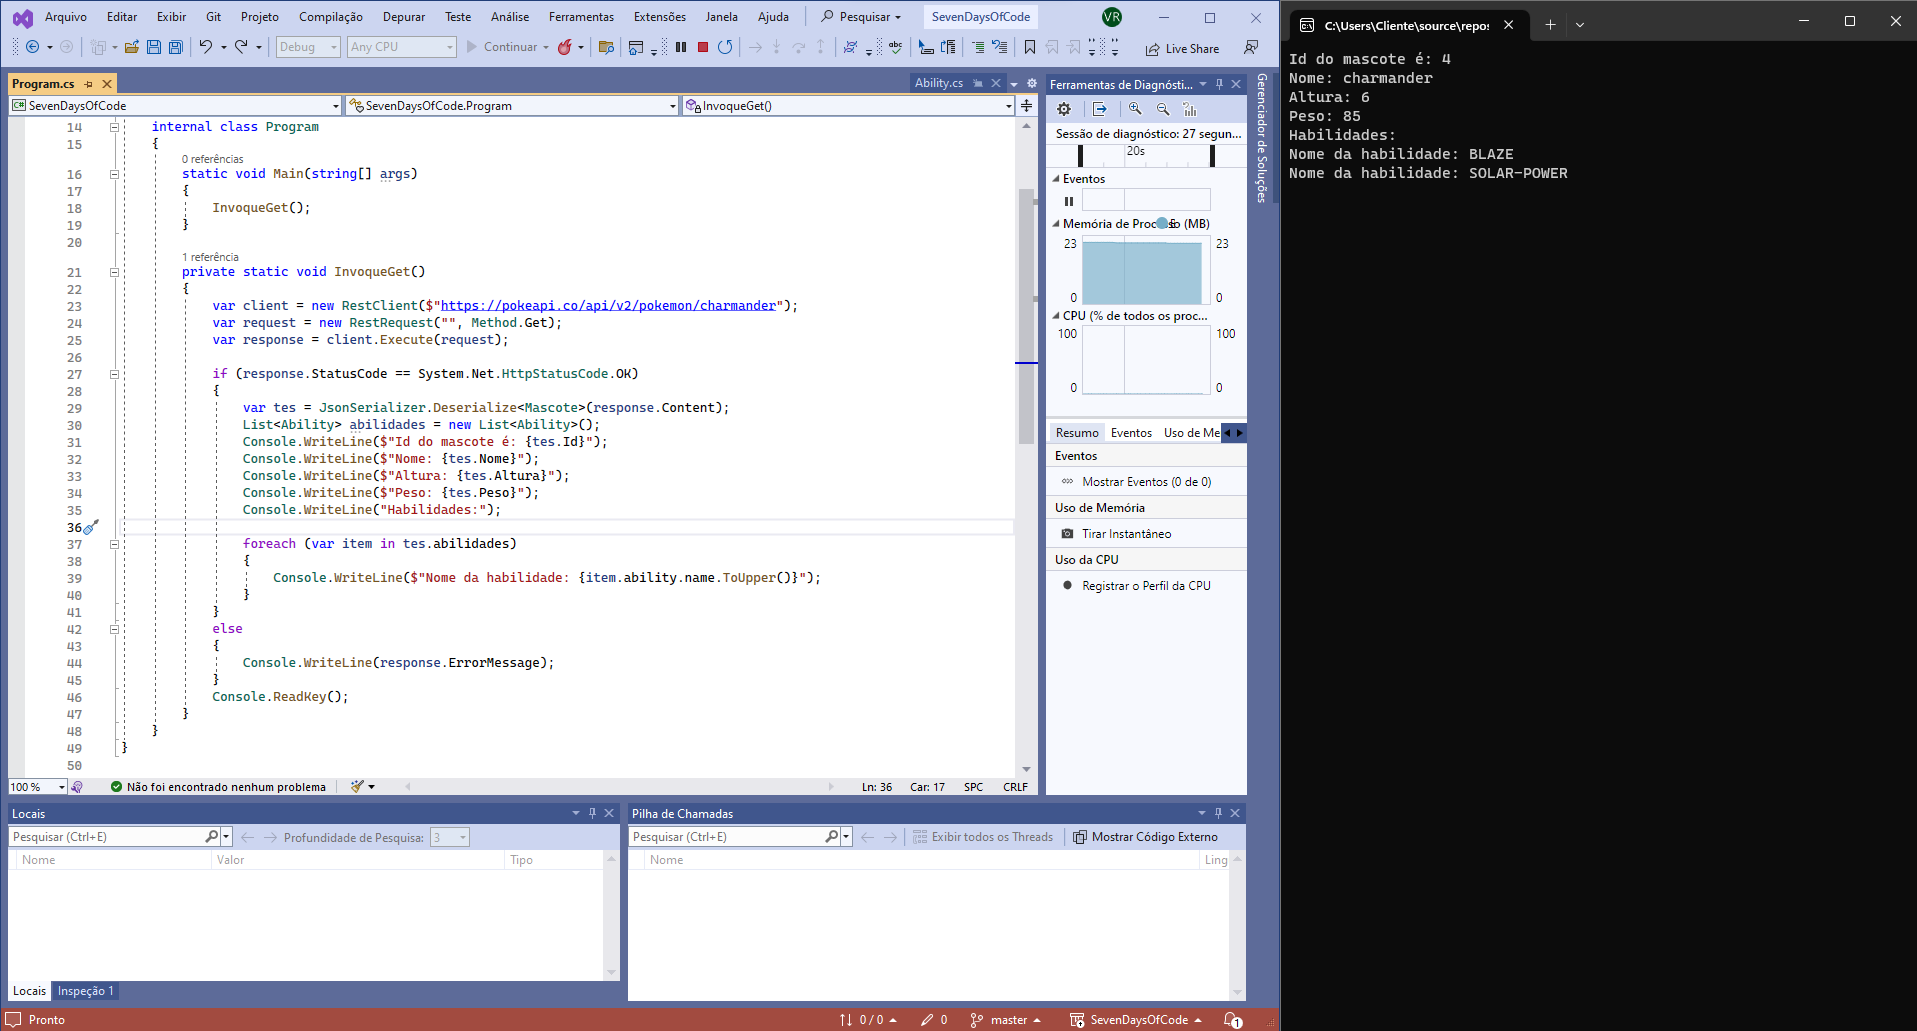 Arquivo Editar Exibir Git Projeto Compilação Depurar Teste Análise Ferramentas Extensões Janela Ajuda Pesquisar SevenDaysOfCode VR
Debug Any CPU Continuar abc Live Share
Program.cs Ability.cs
SevenDaysOfCode SevenDaysOfCode.Program InvoqueGet()
14 internal class Program
15 {
0 referências
16 static void Main(string[] args)
17 {
18 InvoqueGet();
19 }
20
1 referência
21 private static void InvoqueGet()
22 {
23 var client = new RestClient($"https://pokeapi.co/api/v2/pokemon/charmander");
24 var request = new RestRequest("", Method.Get);
25 var response = client.Execute(request);
26
27 if (response.StatusCode == System.Net.HttpStatusCode.OK)
28 {
29 var tes = JsonSerializer.Deserialize<Mascote>(response.Content);
30 List<Ability> abilidades = new List<Ability>();
31 Console.WriteLine($"Id do mascote é: {tes.Id}");
32 Console.WriteLine($"Nome: {tes.Nome}");
33 Console.WriteLine($"Altura: {tes.Altura}");
34 Console.WriteLine($"Peso: {tes.Peso}");
35 Console.WriteLine("Habilidades:");
36
37 foreach (var item in tes.abilidades)
38 {
39 Console.WriteLine($"Nome da habilidade: {item.ability.name.ToUpper()}");
40 }
41 }
42 else
43 {
44 Console.WriteLine(response.ErrorMessage);
45 }
46 Console.ReadKey();
47 }
48 }
49 }
50
100 % Não foi encontrado nenhum problema Ln: 36 Car: 17 SPC CRLF
Ferramentas de Diagnósti...
Sessão de diagnóstico: 27 segun...
20s
Eventos
Memória de Processo (MB)
23 23
0 0
CPU (% de todos os proc...
100 100
0 0
Resumo Eventos Uso de Me
Eventos
Mostrar Eventos (0 de 0)
Uso de Memória
Tirar Instantâneo
Uso da CPU
Registrar o Perfil da CPU
Gerenciador de Soluções
Locais
Pesquisar (Ctrl+E) Profundidade de Pesquisa: 3
Nome Valor Tipo
Locais Inspeção 1
Pilha de Chamadas
Pesquisar (Ctrl+E) Exibir todos os Threads Mostrar Código Externo
Nome Ling
Pronto 0 / 0 0 master SevenDaysOfCode 1
C:\Users\Cliente\source\repos
Id do mascote é: 4
Nome: charmander
Altura: 6
Peso: 85
Habilidades:
Nome da habilidade: BLAZE
Nome da habilidade: SOLAR-POWER